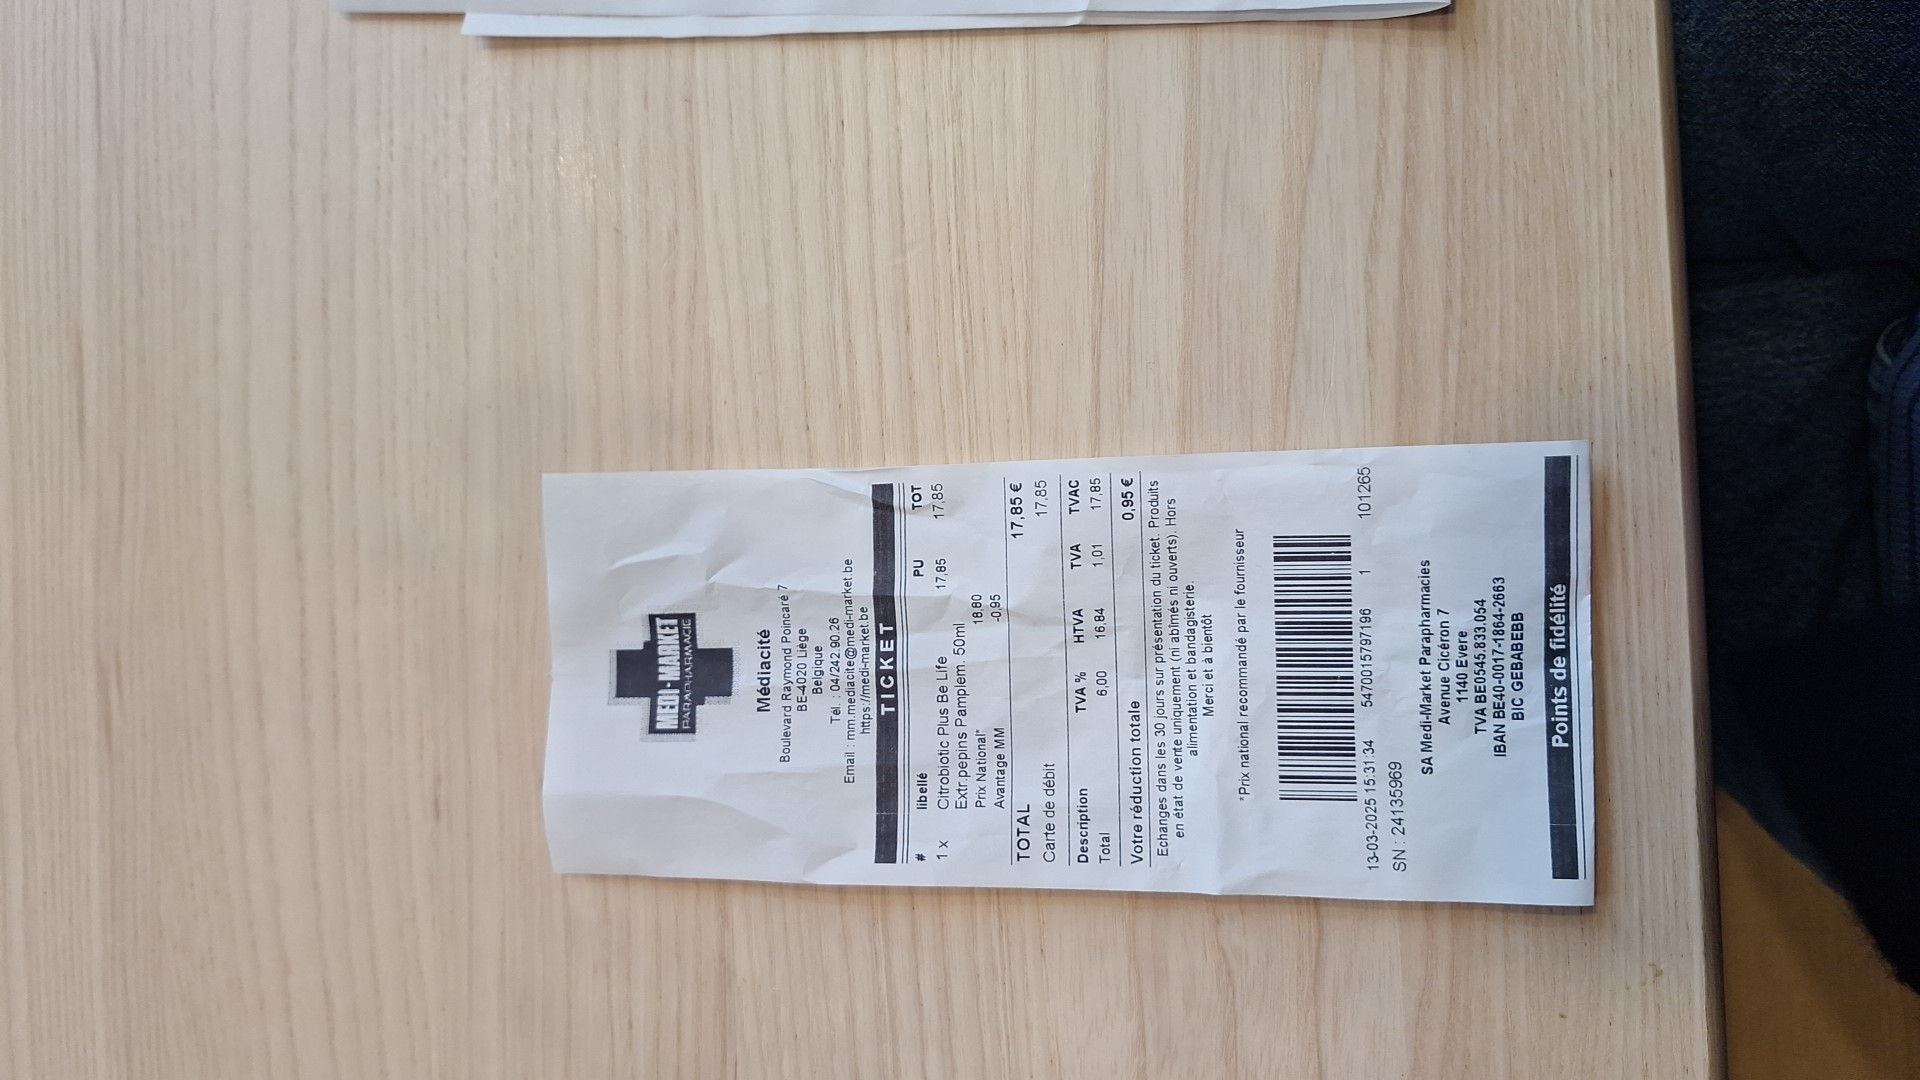 MEDI-MARKET
PARAPHARMACIE
Médiacité
Boulevard Raymond Poincaré 7
BE-4020 Liège
Belgique
Tél. : 04/242.90.26
Email : mm.mediacite@medi-market.be
https://medi-market.be
TICKET
# libellé PU TOT
1 x Citrobiotic Plus Be Life 17,85 17,85
Extr.pepins Pamplem. 50ml
Prix National* 18,80
Avantage MM -0,95
TOTAL 17,85 €
Carte de débit 17,85
Description TVA % HTVA TVA TVAC
Total 6,00 16,84 1,01 17,85
Votre réduction totale 0,95 €
Echanges dans les 30 jours sur présentation du ticket. Produits
en état de vente uniquement (ni abîmés ni ouverts). Hors
alimentation et bandagisterie.
Merci et à bientôt
*Prix national recommandé par le fournisseur
13-03-2025 15:31:34 5470015797196 1 101265
SN : 24135969
SA Medi-Market Parapharmacies
Avenue Cicéron 7
1140 Evere
TVA BE0545.833.054
IBAN BE40-0017-1864-2663
BIC GEBABEBB
Points de fidélité